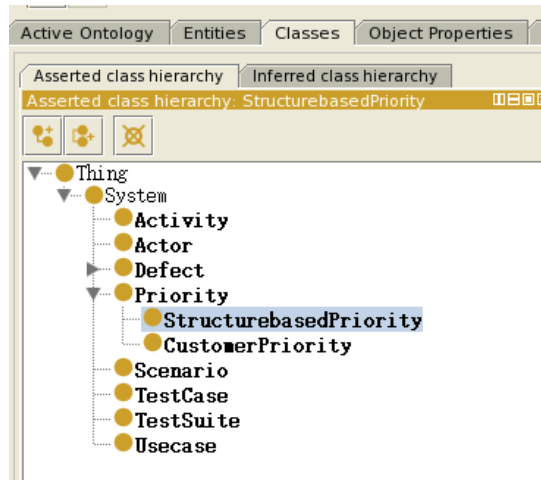 Active Ontology Entities Classes Object Properties
Asserted class hierarchy Inferred class hierarchy
Asserted class hierarchy: StructurebasedPriority
Thing
System
Activity
Actor
Defect
Priority
StructurebasedPriority
CustomerPriority
Scenario
TestCase
TestSuite
Usecase